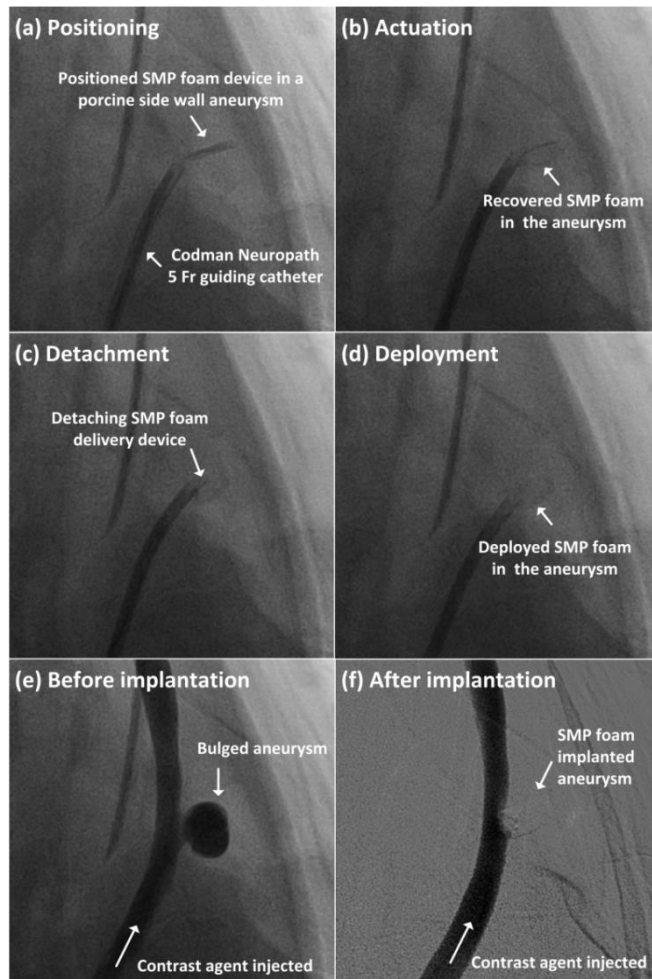 (a) Positioning
Positioned SMP foam device in a
porcine side wall aneurysm
Codman Neuropath
5 Fr guiding catheter
(b) Actuation
Recovered SMP foam
in the aneurysm
(c) Detachment
Detaching SMP foam
delivery device
(d) Deployment
Deployed SMP foam
in the aneurysm
(e) Before implantation
Bulged aneurysm
Contrast agent injected
(f) After implantation
SMP foam
implanted
aneurysm
Contrast agent injected